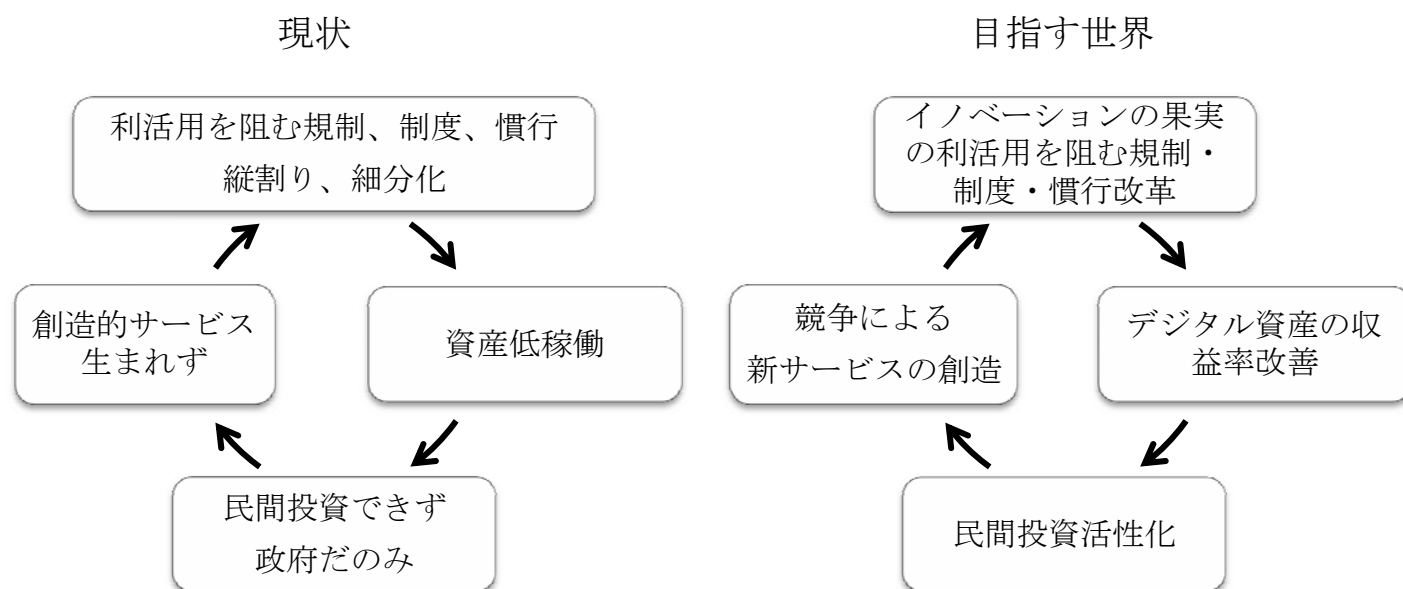 現状
利活用を阻む規制、制度、慣行
縦割り、細分化
創造的サービス
生まれず
資産低稼働
民間投資できず
政府だのみ
目指す世界
イノベーションの果実
の利活用を阻む規制・
制度・慣行改革
競争による
新サービスの創造
デジタル資産の収
益率改善
民間投資活性化